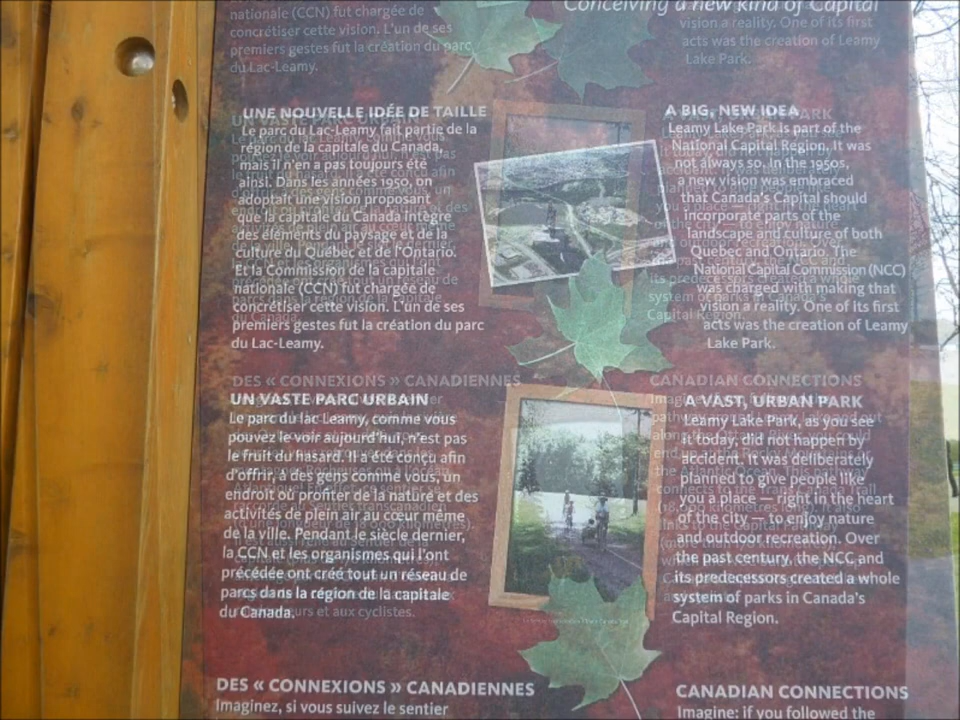 Conceiving a new kind of Capital
nationale (CCN) fut chargée de
concrétiser cette vision. L'un de ses
premiers gestes fut la création du parc
du Lac-Leamy.
vision a reality. One of its first
acts was the creation of Leamy
Lake Park.
UNE NOUVELLE IDÉE DE TAILLE
Le parc du Lac-Leamy fait partie de la
région de la capitale du Canada,
mais il n'en a pas toujours été
ainsi. Dans les années 1950, on
adoptait une vision proposant
que la capitale du Canada intègre
des éléments du paysage et de la
culture du Québec et de l'Ontario.
Et la Commission de la capitale
nationale (CCN) fut chargée de
concrétiser cette vision. L'un de ses
premiers gestes fut la création du parc
du Lac-Leamy.
A BIG, NEW IDEA
Leamy Lake Park is part of the
National Capital Region. It was
not always so. In the 1950s,
a new vision was embraced
that Canada's Capital should
incorporate parts of the
landscape and culture of both
Quebec and Ontario. The
National Capital Commission (NCC)
was charged with making that
vision a reality. One of its first
acts was the creation of Leamy
Lake Park.
DES « CONNEXIONS » CANADIENNES
CANADIAN CONNECTIONS
UN VASTE PARC URBAIN
Le parc du lac Leamy, comme vous
pouvez le voir aujourd'hui, n'est pas
le fruit du hasard. Il a été conçu afin
d'offrir, à des gens comme vous, un
endroit où profiter de la nature et des
activités de plein air au cœur même
de la ville. Pendant le siècle dernier,
la CCN et les organismes qui l'ont
précédée ont créé tout un réseau de
parcs dans la région de la capitale
du Canada.
A VAST, URBAN PARK
Leamy Lake Park, as you see
it today, did not happen by
accident. It was deliberately
planned to give people like
you a place — right in the heart
of the city — to enjoy nature
and outdoor recreation. Over
the past century, the NCC and
its predecessors created a whole
system of parks in Canada's
Capital Region.
DES « CONNEXIONS » CANADIENNES
Imaginez, si vous suivez le sentier
CANADIAN CONNECTIONS
Imagine: if you followed the